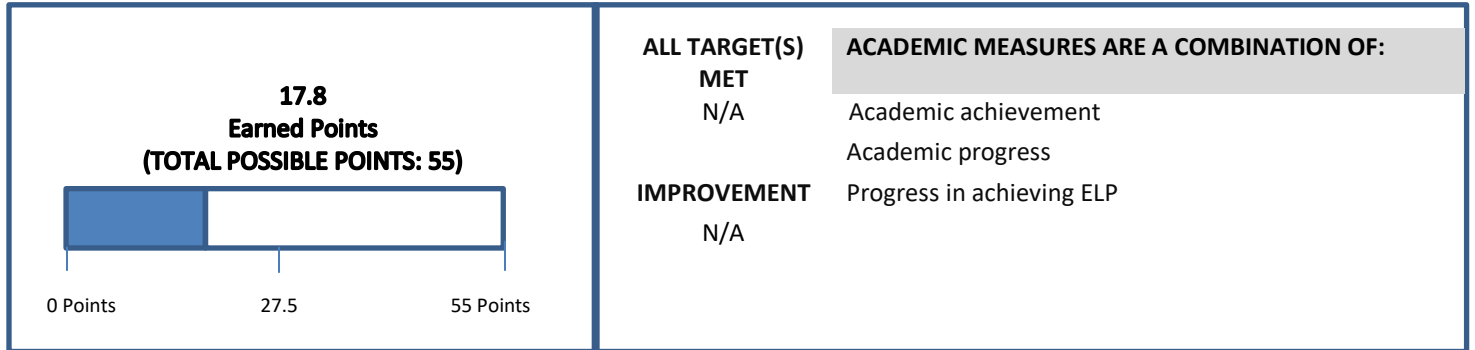 17.8
Earned Points
(TOTAL POSSIBLE POINTS: 55)
0 Points
27.5
55 Points
ALL TARGET(S)
MET
N/A
IMPROVEMENT
N/A
ACADEMIC MEASURES ARE A COMBINATION OF:
Academic achievement
Academic progress
Progress in achieving ELP